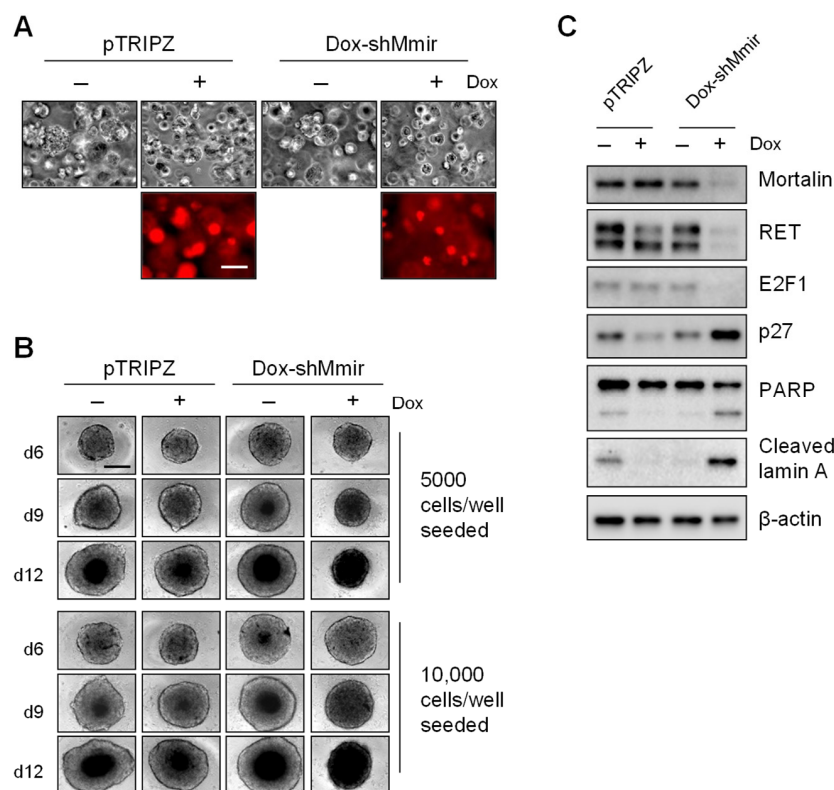 A
pTRIPZ Dox-shMmir
– + – + Dox
B
pTRIPZ Dox-shMmir
– + – + Dox
d6
d9
d12
5000
cells/well
seeded
d6
d9
d12
10,000
cells/well
seeded
C
pTRIPZ Dox-shMmir
– + – + Dox
Mortalin
RET
E2F1
p27
PARP
Cleaved
lamin A
β-actin